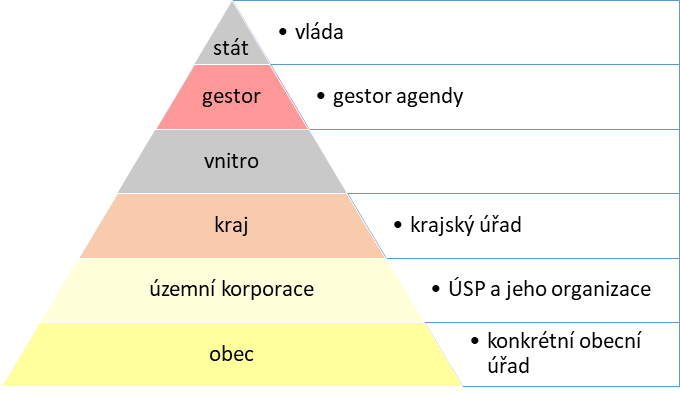 stát
• vláda
gestor
• gestor agendy
vnitro
kraj
• krajský úřad
územní korporace
• ÚSP a jeho organizace
obec
• konkrétní obecní
úřad